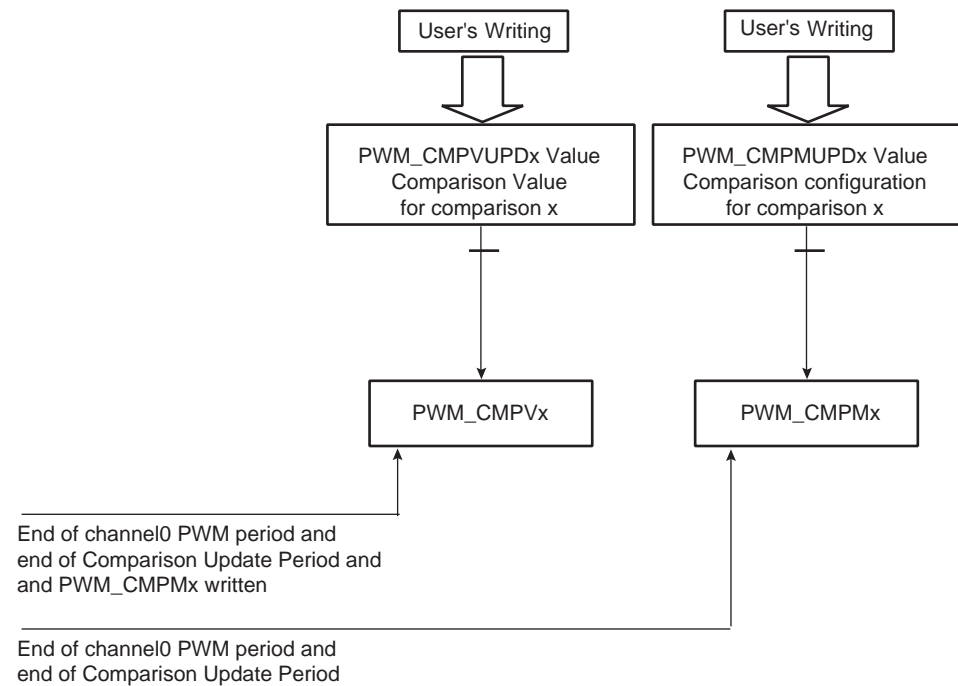 User's Writing
User's Writing
PWM_CMPVUPDx Value
Comparison Value
for comparison x
PWM_CMPMUPDx Value
Comparison configuration
for comparison x
PWM_CMPVx
PWM_CMPMx
End of channel0 PWM period and
end of Comparison Update Period and
and PWM_CMPMx written
End of channel0 PWM period and
end of Comparison Update Period